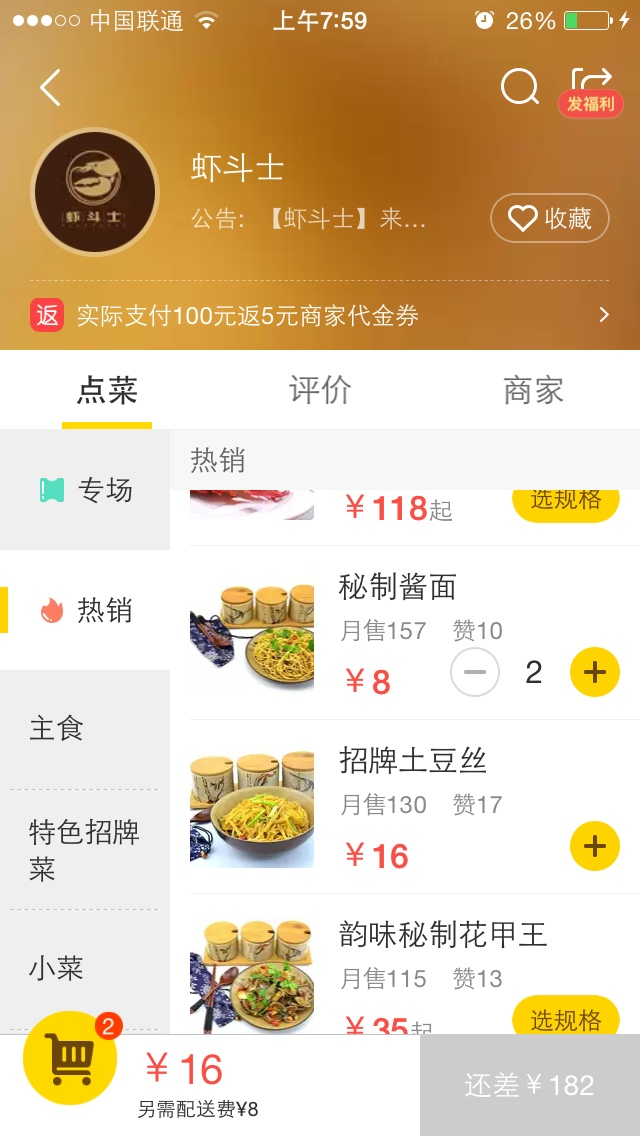 中国联通 上午7:59 26%
发福利
虾斗士
虾斗士
公告: 【虾斗士】来...
收藏
返 实际支付100元返5元商家代金券
点菜 评价 商家
专场
热销
主食
特色招牌
菜
小菜
热销
¥118起 选规格
秘制酱面
月售157 赞10
¥8 2
招牌土豆丝
月售130 赞17
¥16
韵味秘制花甲王
月售115 赞13
¥35起 选规格
2
¥16
另需配送费¥8
还差¥182